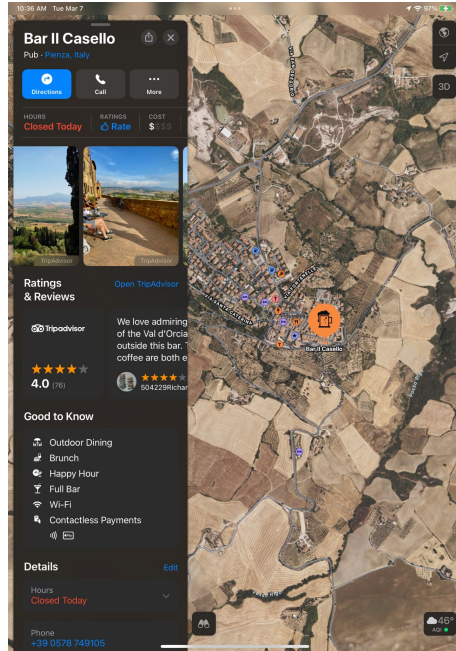 10:36 AM Tue Mar 7
97%
Bar Il Casello
Pub · Pienza, Italy
Directions
Call
More
HOURS
Closed Today
RATINGS
Rate
COST
$$$$
TripAdvisor
TripAdvisor
Ratings
& Reviews
Open TripAdvisor
Tripadvisor
4.0 (76)
We love admiring
of the Val d'Orcia
outside this bar. T
coffee are both e
504229Richar
Good to Know
Outdoor Dining
Brunch
Happy Hour
Full Bar
Wi-Fi
Contactless Payments
Details
Edit
Hours
Closed Today
Phone
+39 0578 749105
3D
Bar Il Casello
46°
AQI